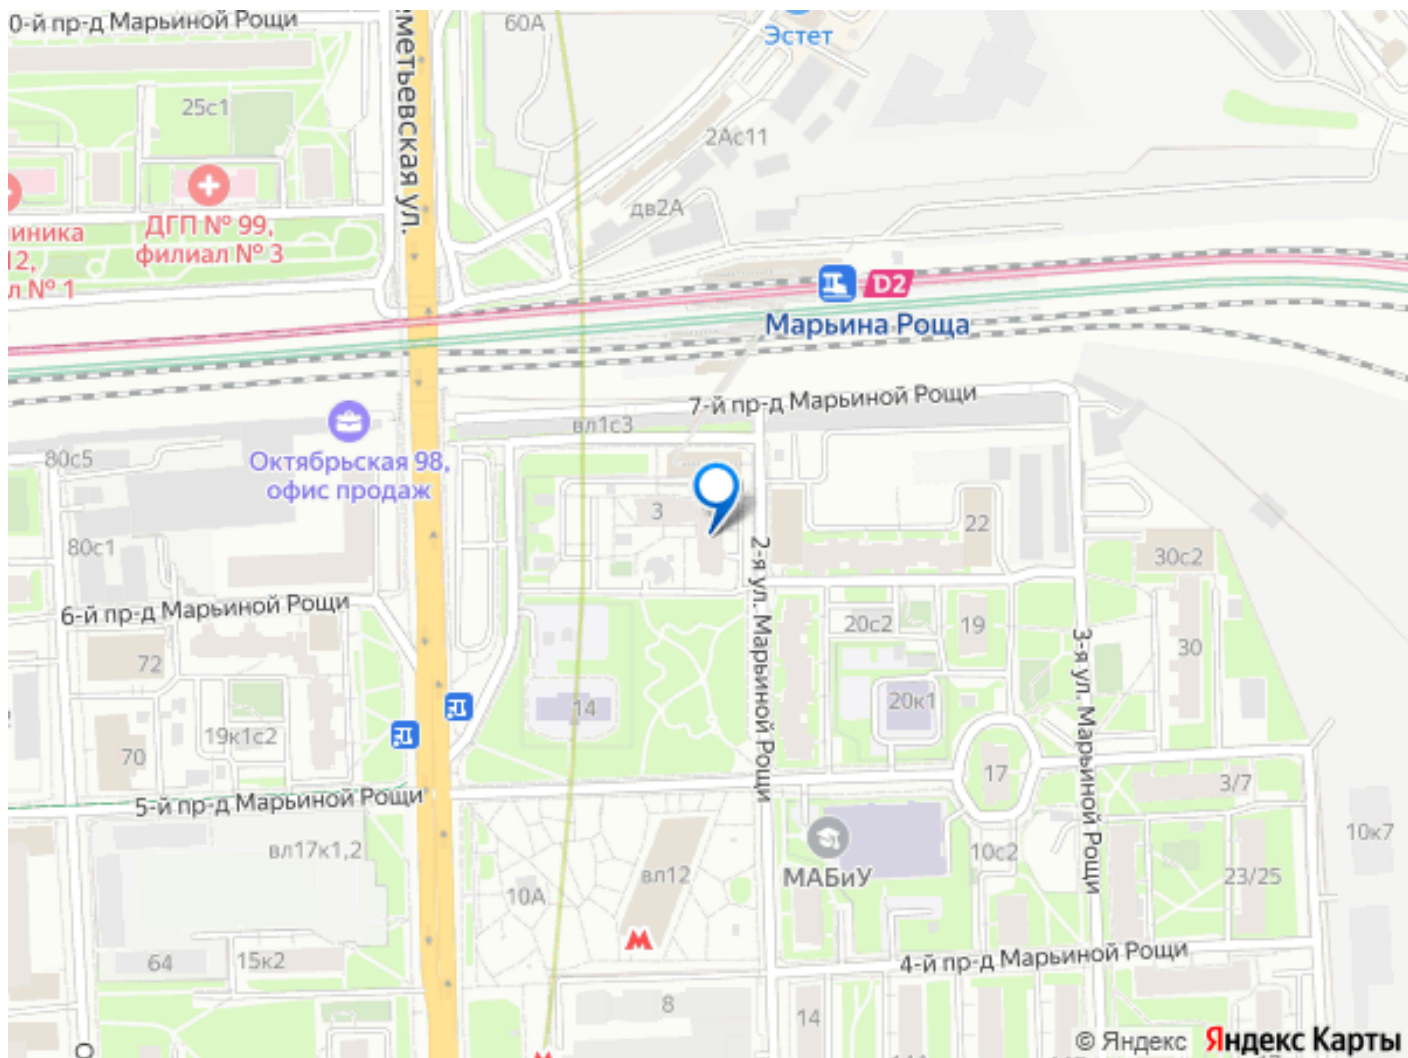 0-й пр-д Марьиной Рощи
60А
Эстет
метьевская ул.
25с1
2Ас11
ДГП № 99,
филиал № 3
иника
12,
л № 1
дв2А
D2
Марьина Роща
7-й пр-д Марьиной Рощи
вл1с3
80с5
Октябрьская 98,
офис продаж
3
22
80с1
2-я ул. Марьиной Рощи
30с2
6-й пр-д Марьиной Рощи
20с2
19
3-я ул. Марьиной Рощи
30
72
20к1
14
19к1с2
70
17
3/7
5-й пр-д Марьиной Рощи
10к7
вл17к1,2
10с2
МАБиУ
вл12
10А
23/25
64
15к2
4-й пр-д Марьиной Рощи
8
14
© Яндекс Яндекс Карты